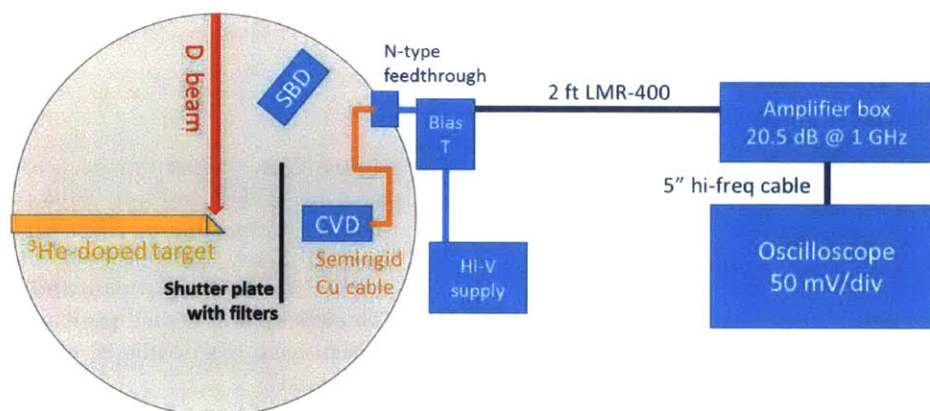 D beam
SBD
N-type
feedthrough
Bias
T
2 ft LMR-400
Amplifier box
20.5 dB @ 1 GHz
5" hi-freq cable
Oscilloscope
50 mV/div
CVD
³He-doped target
Semirigid
Cu cable
Shutter plate
with filters
Hi-V
supply